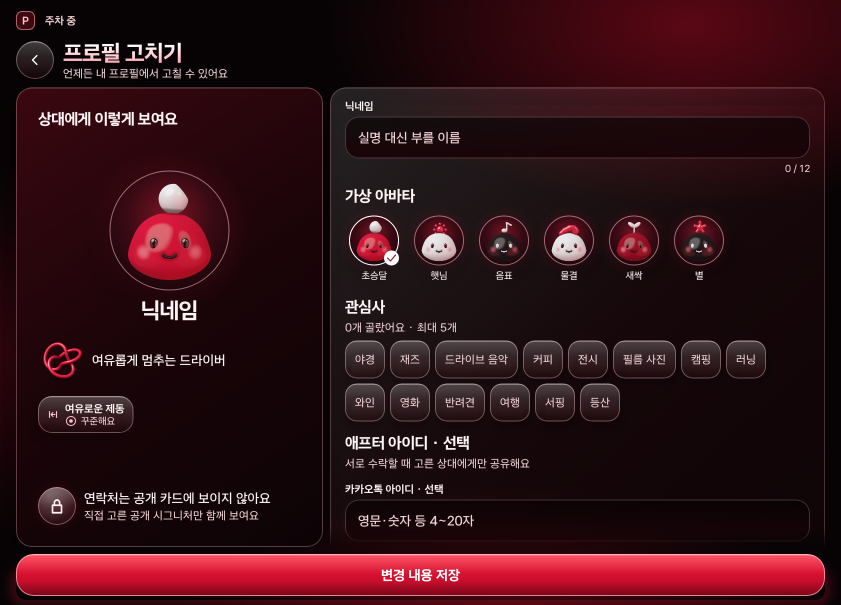 P 주차 중
프로필 고치기
언제든 내 프로필에서 고칠 수 있어요
상대에게 이렇게 보여요
닉네임
여유롭게 멈추는 드라이버
여유로운 제동
꾸준해요
연락처는 공개 카드에 보이지 않아요
직접 고른 공개 시그니처만 함께 보여요
닉네임
실명 대신 부를 이름
0 / 12
가상 아바타
초승달 햇님 음표 물결 새싹 별
관심사
0개 골랐어요 · 최대 5개
야경 재즈 드라이브 음악 커피 전시 필름 사진 캠핑 러닝
와인 영화 반려견 여행 서핑 등산
애프터 아이디 · 선택
서로 수락할 때 고른 상대에게만 공유해요
카카오톡 아이디 · 선택
영문·숫자 등 4~20자
변경 내용 저장